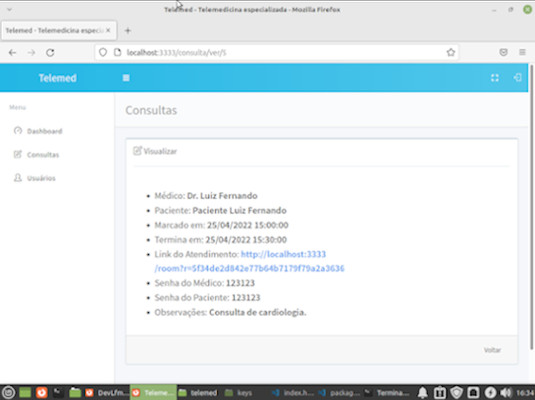 Telemed - Telemedicina especializada - Mozilla Firefox
Telemed - Telemedicina especia
localhost:3333/consulta/ver/5
Telemed
Menu
Consultas
Dashboard
Consultas
Usuários
Visualizar
Médico: Dr. Luiz Fernando
Paciente: Paciente Luiz Fernando
Marcado em: 25/04/2022 15:00:00
Termina em: 25/04/2022 15:30:00
Link do Atendimento: http://localhost:3333
/room?r=5f34de2d842e77b64b7179f79a2a3636
Senha do Médico: 123123
Senha do Paciente: 123123
Observações: Consulta de cardiologia.
Voltar
DevL/m... Teleme... telemed keys index.h... packag... Termina... 16:34